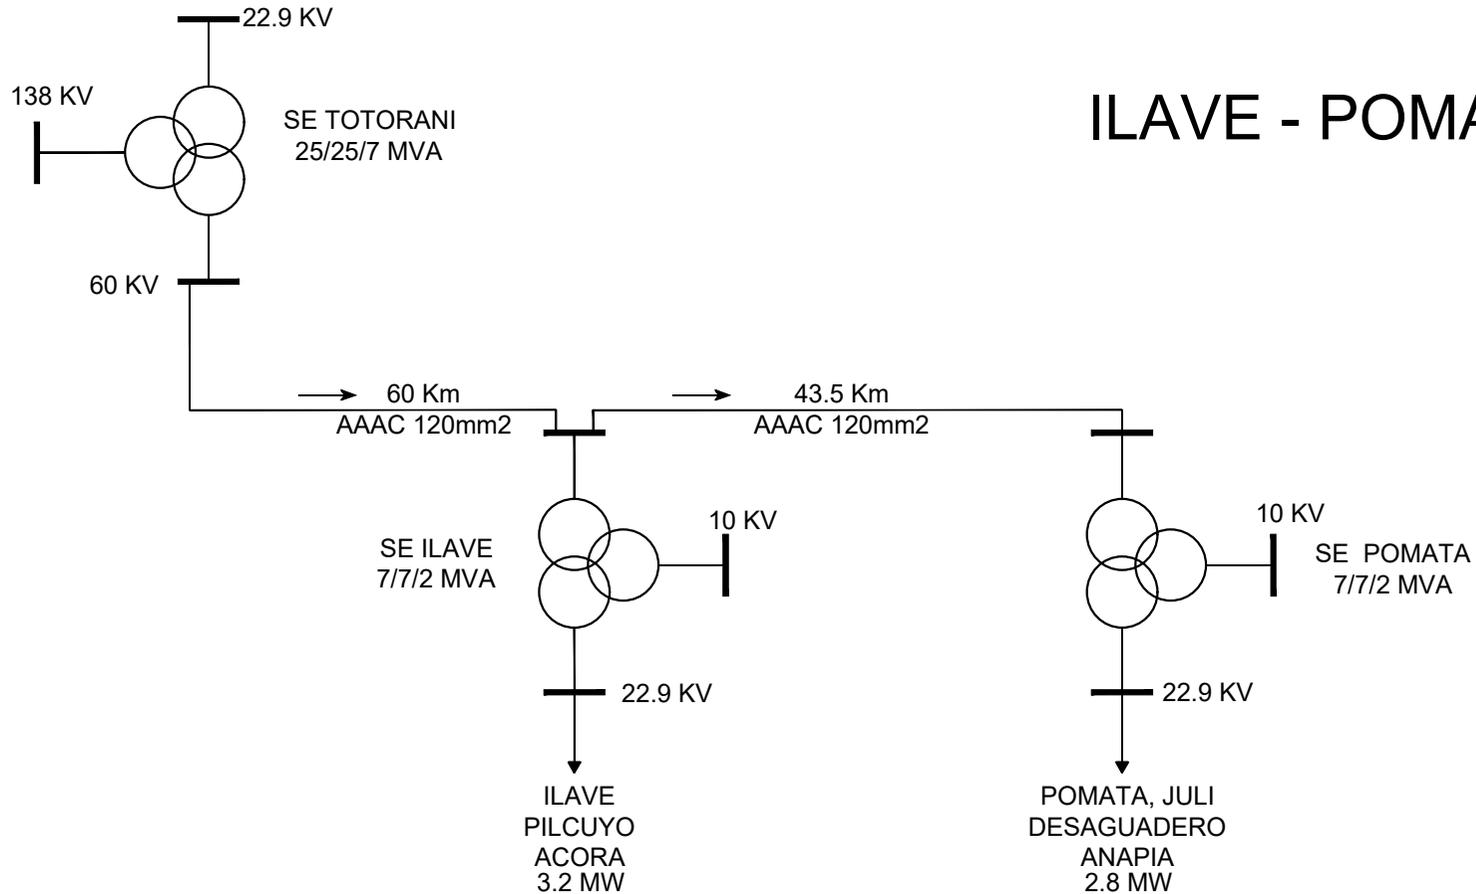 22.9 KV
138 KV
SE TOTORANI
25/25/7 MVA
ILAVE - POMA
60 KV
60 Km
AAAC 120mm2
43.5 Km
AAAC 120mm2
SE ILAVE
7/7/2 MVA
10 KV
10 KV
SE POMATA
7/7/2 MVA
22.9 KV
22.9 KV
ILAVE
PILCUYO
ACORA
3.2 MW
POMATA, JULI
DESAGUADERO
ANAPIA
2.8 MW